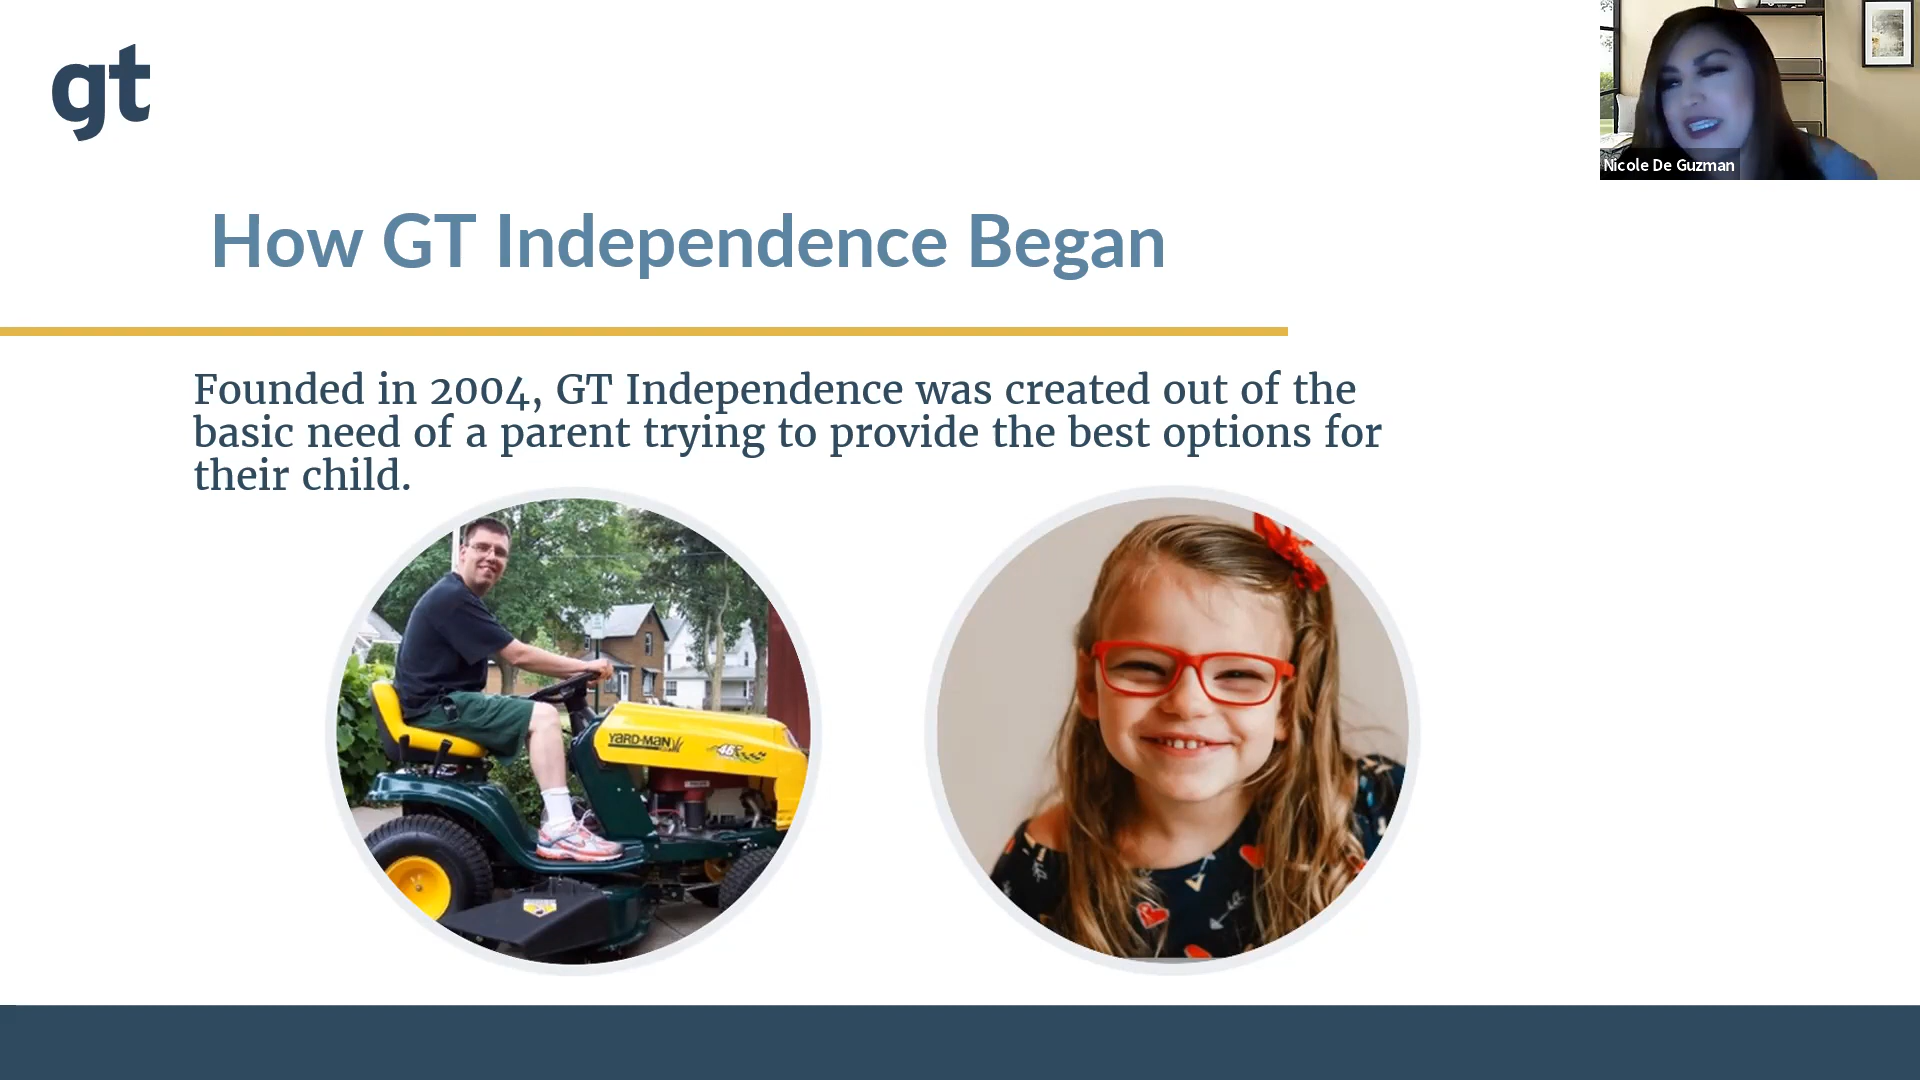 gt
Nicole De Guzman
How GT Independence Began
Founded in 2004, GT Independence was created out of the
basic need of a parent trying to provide the best options for
their child.
YARD-MAN
46"